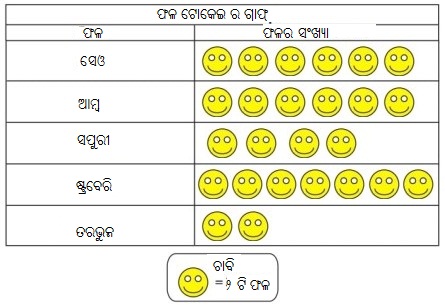 ଫଳ ଟୋକେଇ ର ଗ୍ରାଫ୍
ଫଳ ଫଳର ସଂଖ୍ୟା
ସେଓ
ଆମ୍ବ
ସପୁରୀ
ଷ୍ଟ୍ରବେରି
ତରଭୁଜ
ଚାବି
= ୨ ଟି ଫଳ